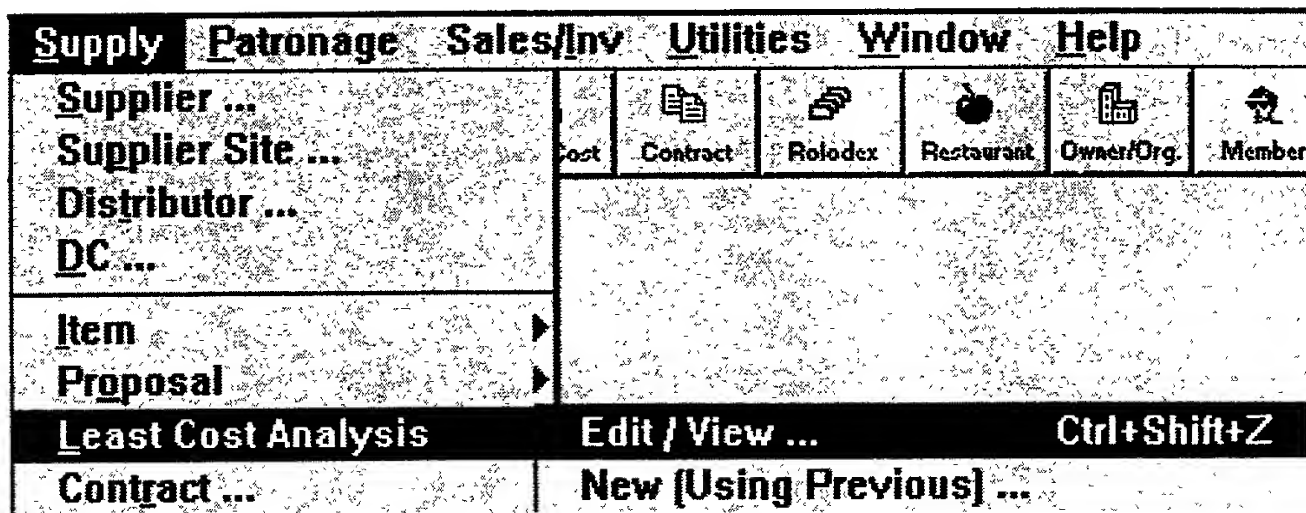 Supply Patronage Sales/Inv Utilities Window Help
Supplier ...
Supplier Site ...
Distributor ...
DC ...
Cost Contract Rolodex Restaurant Owner/Org. Member
Item
Proposal
Least Cost Analysis Edit / View ... Ctrl+Shift+Z
Contract ... New (Using Previous) ...